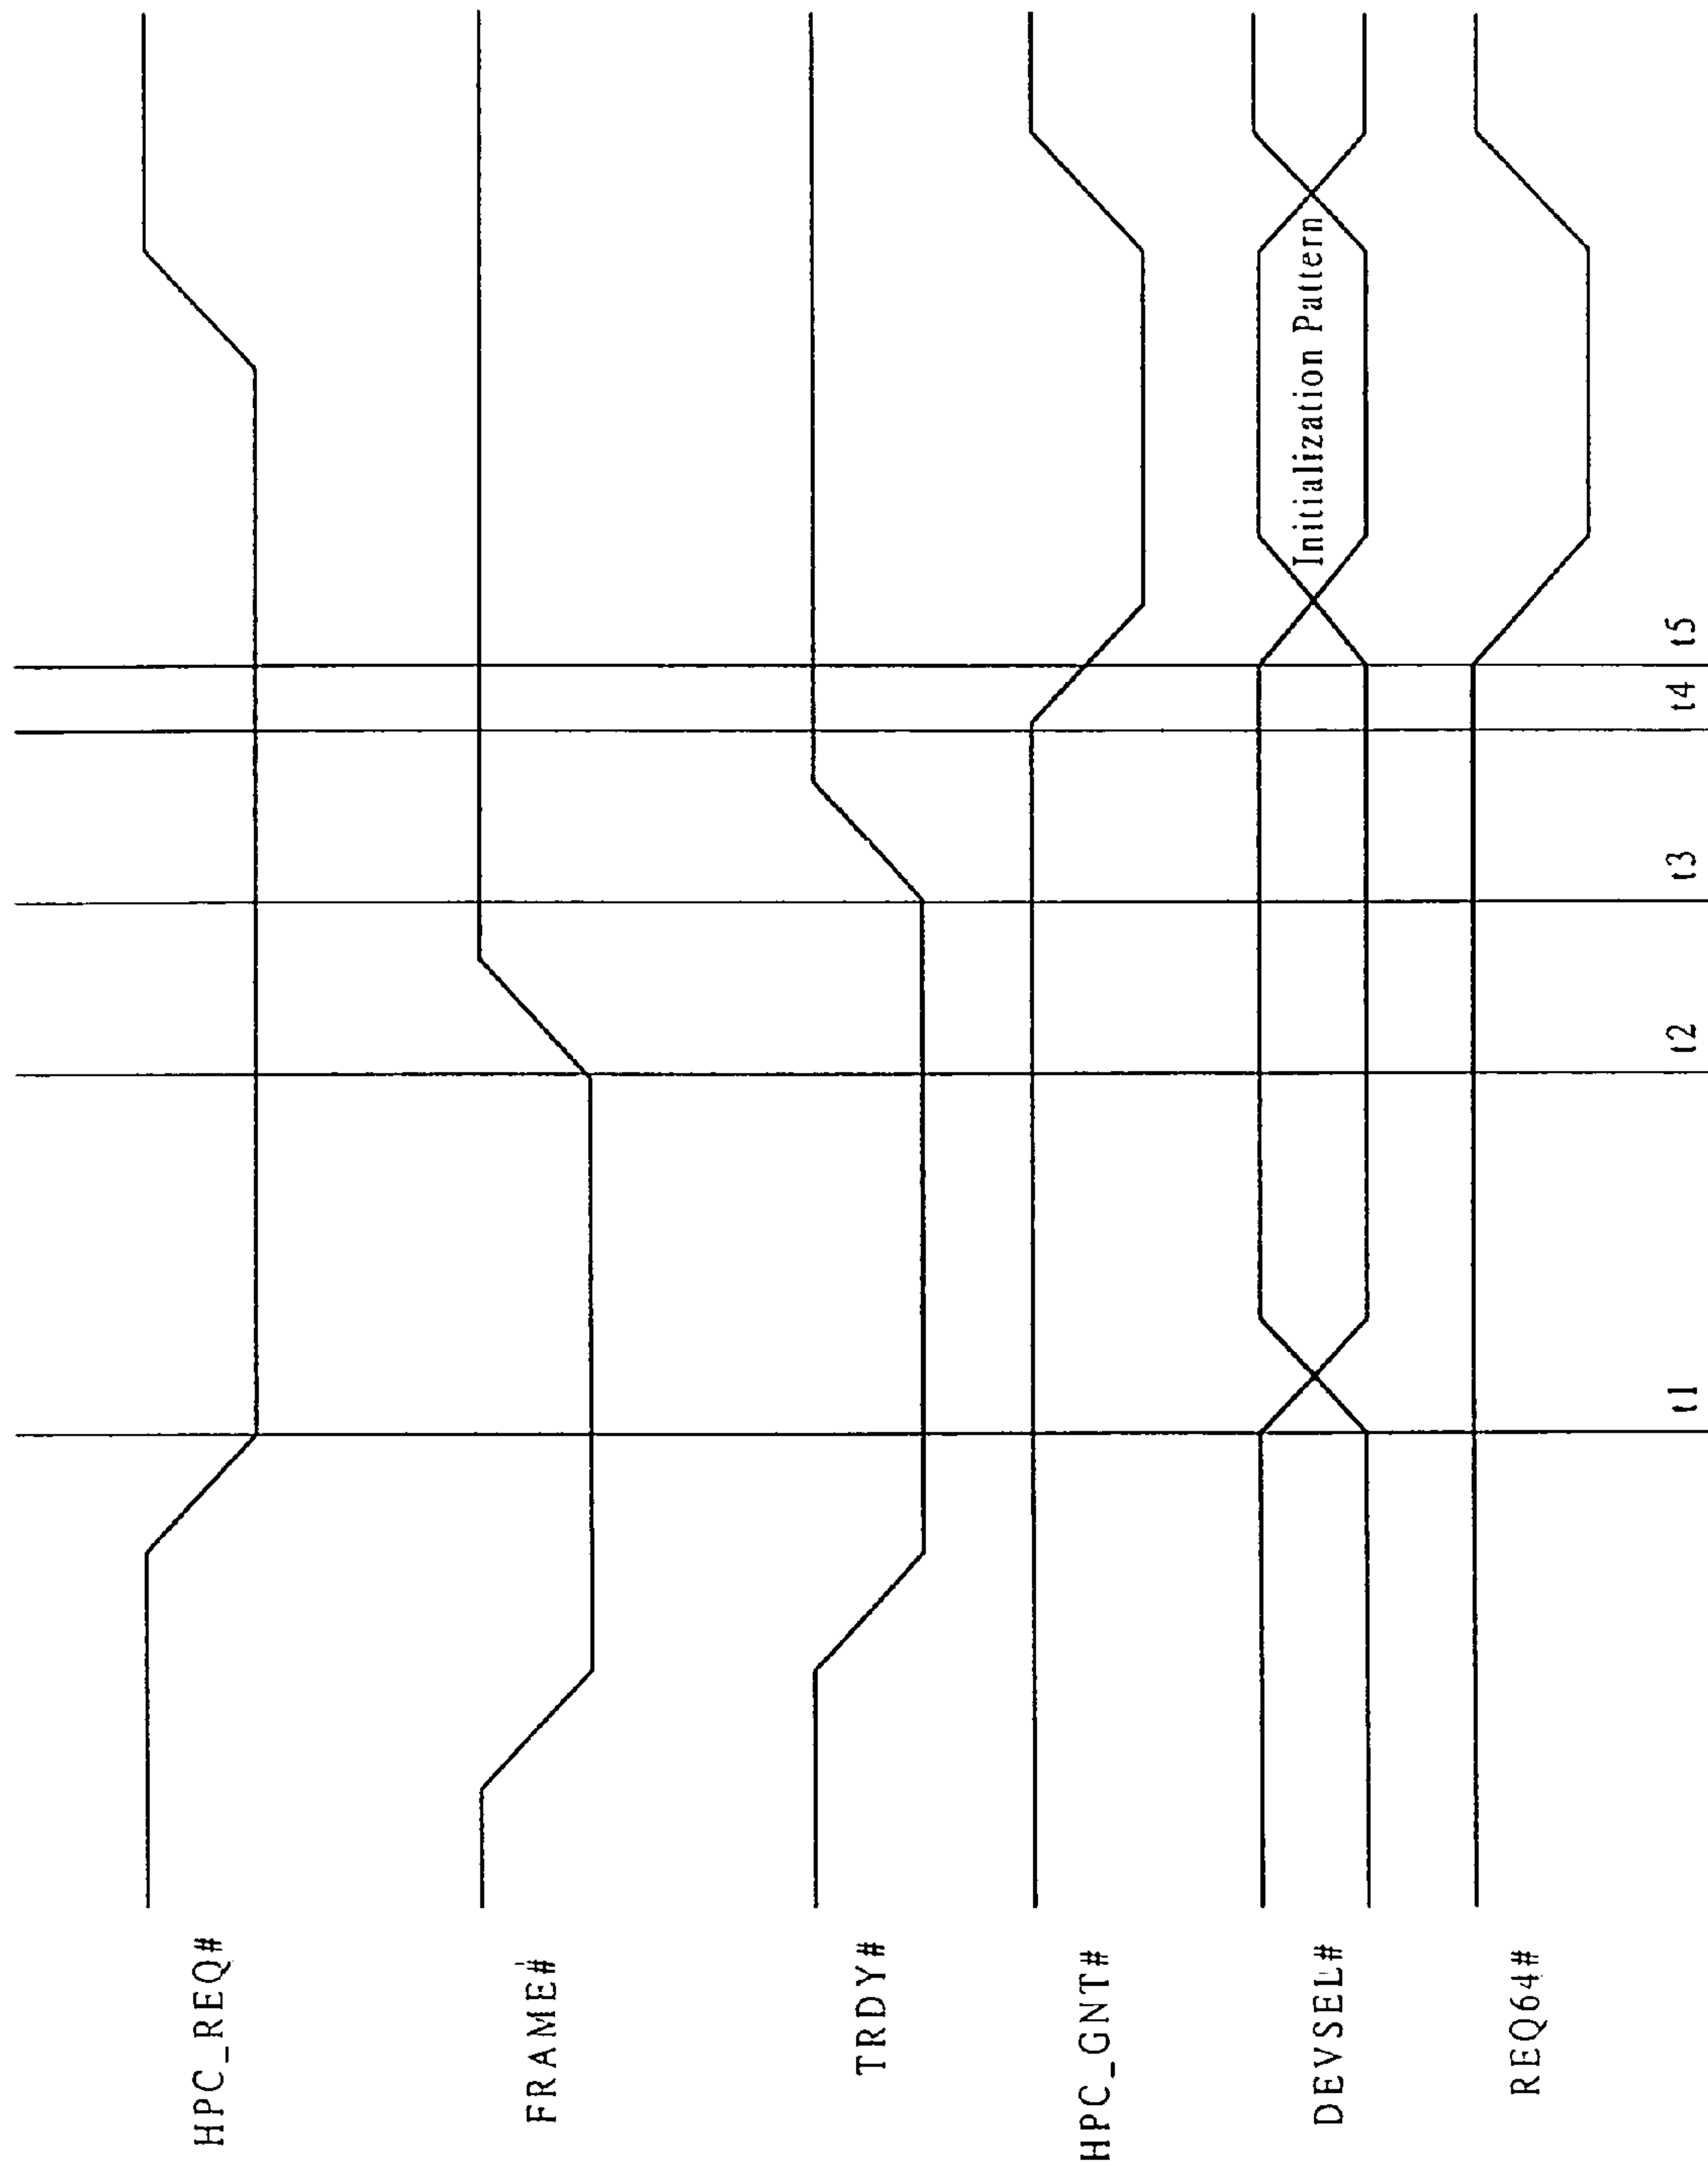 HPC_REQ#
FRAME#
TRDY#
HPC_GNT#
DEVSEL#
Initialization Pattern
REQ64#
t1
t2
t3
t4
t5